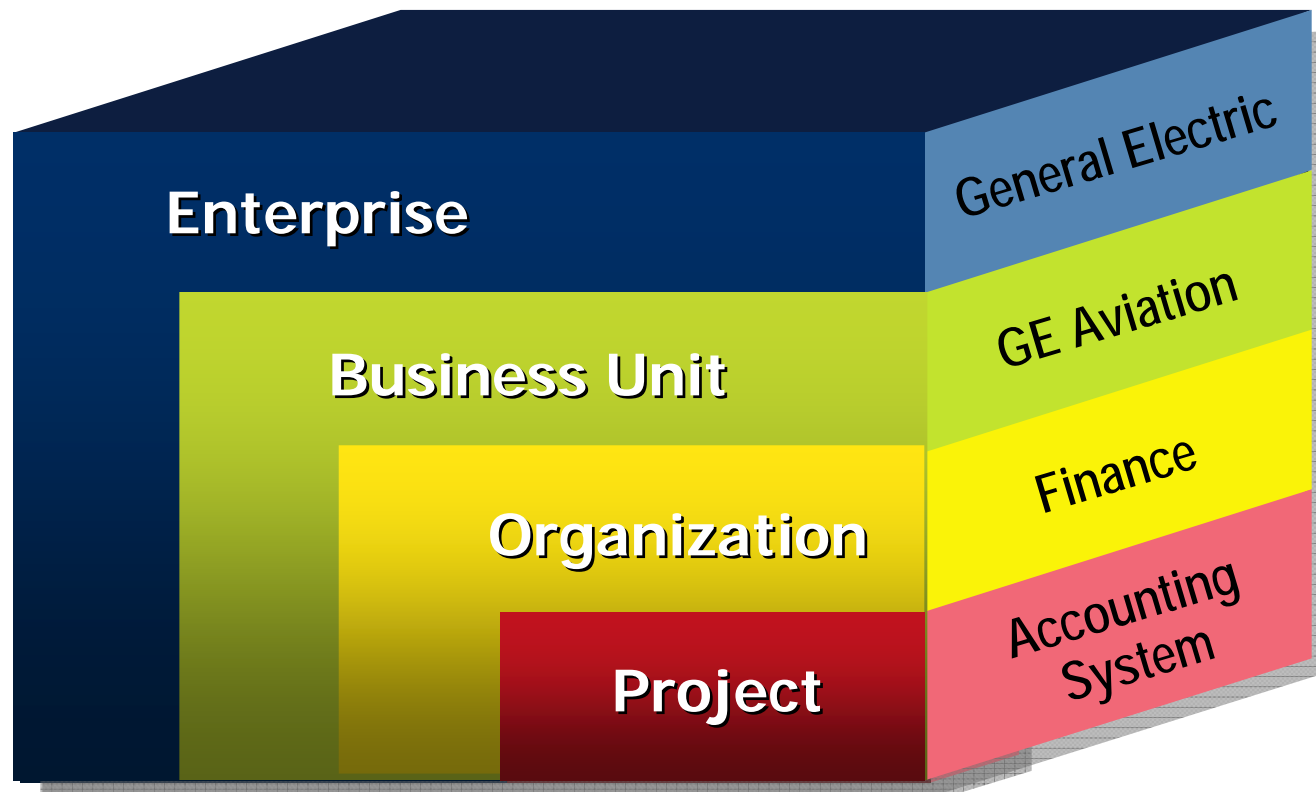 Enterprise
General Electric
Business Unit
GE Aviation
Organization
Finance
Project
Accounting
System